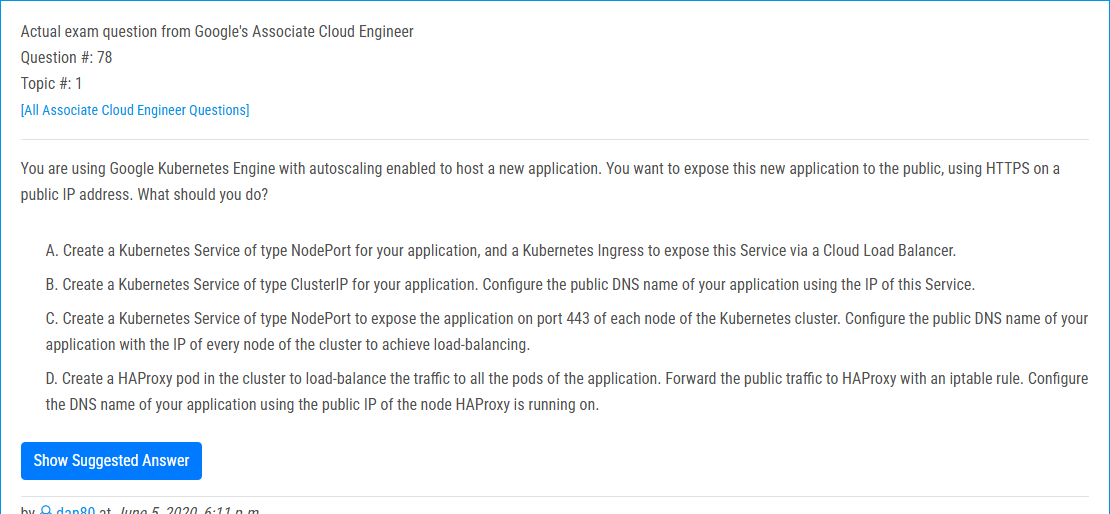 Actual exam question from Google's Associate Cloud Engineer
Question #: 78
Topic #: 1
[All Associate Cloud Engineer Questions]
You are using Google Kubernetes Engine with autoscaling enabled to host a new application. You want to expose this new application to the public, using HTTPS on a
public IP address. What should you do?
A. Create a Kubernetes Service of type NodePort for your application, and a Kubernetes Ingress to expose this Service via a Cloud Load Balancer.
B. Create a Kubernetes Service of type ClusterIP for your application. Configure the public DNS name of your application using the IP of this Service.
C. Create a Kubernetes Service of type NodePort to expose the application on port 443 of each node of the Kubernetes cluster. Configure the public DNS name of your
application with the IP of every node of the cluster to achieve load-balancing.
D. Create a HAProxy pod in the cluster to load-balance the traffic to all the pods of the application. Forward the public traffic to HAProxy with an iptable rule. Configure
the DNS name of your application using the public IP of the node HAProxy is running on.
Show Suggested Answer
by dan80 at June 5, 2020, 6:11 p.m.